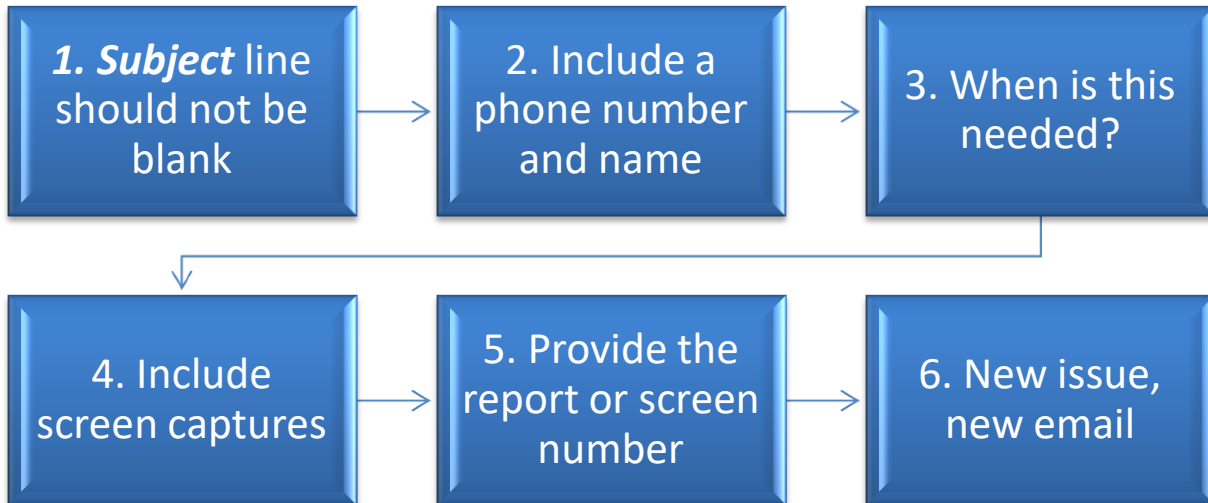 1. Subject line
should not be
blank
2. Include a
phone number
and name
3. When is this
needed?
4. Include
screen captures
5. Provide the
report or screen
number
6. New issue,
new email